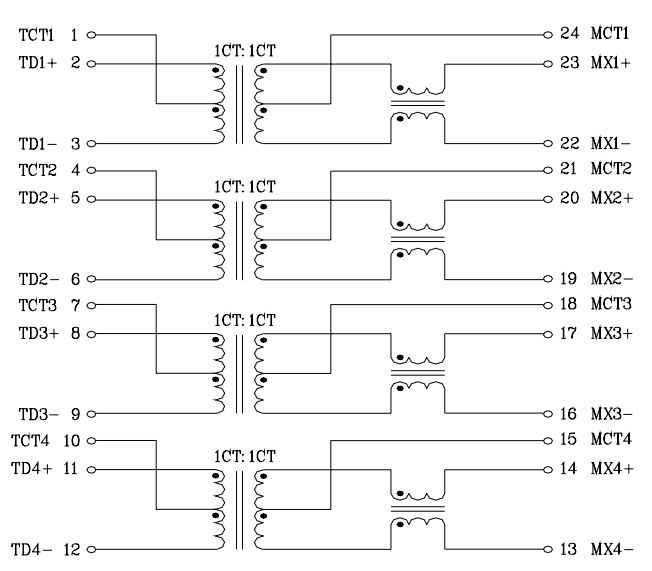 TCT1 1 24 MCT1
1CT:1CT
TD1+ 2 23 MX1+
TD1- 3 22 MX1-
TCT2 4 21 MCT2
1CT:1CT
TD2+ 5 20 MX2+
TD2- 6 19 MX2-
TCT3 7 18 MCT3
1CT:1CT
TD3+ 8 17 MX3+
TD3- 9 16 MX3-
TCT4 10 15 MCT4
1CT:1CT
TD4+ 11 14 MX4+
TD4- 12 13 MX4-